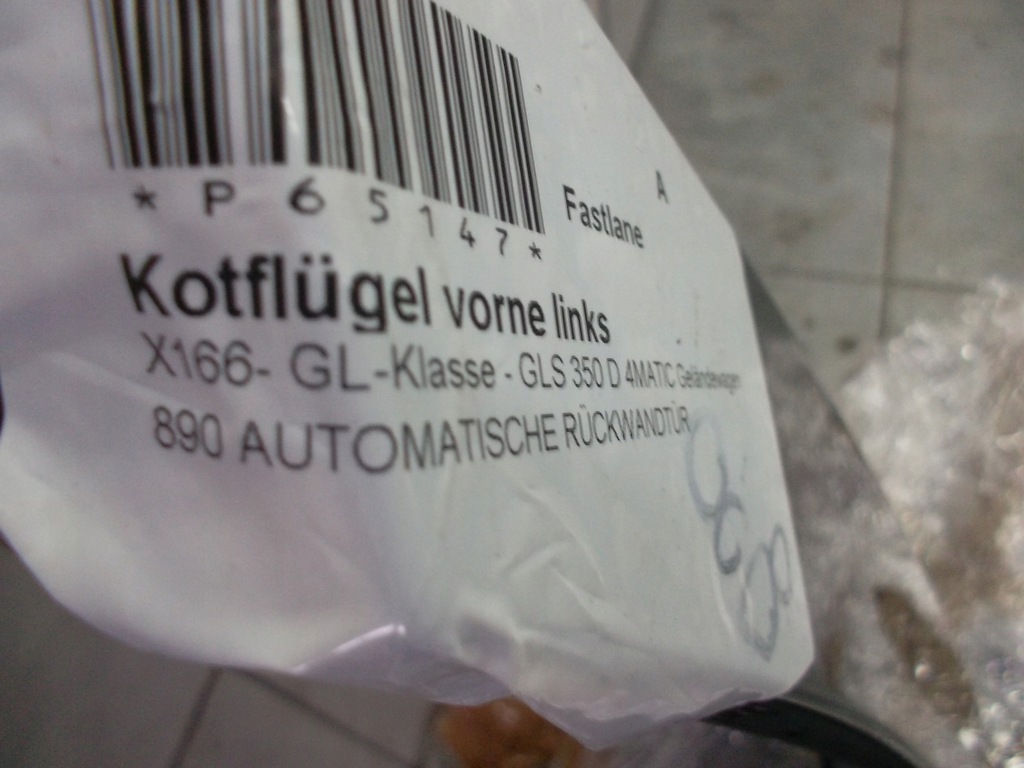 *P65147*
Fastlane
A
Kotflügel vorne links
X166- GL-Klasse - GLS 350 D 4MATIC Geländewagen
890 AUTOMATISCHE RÜCKWANDTÜR